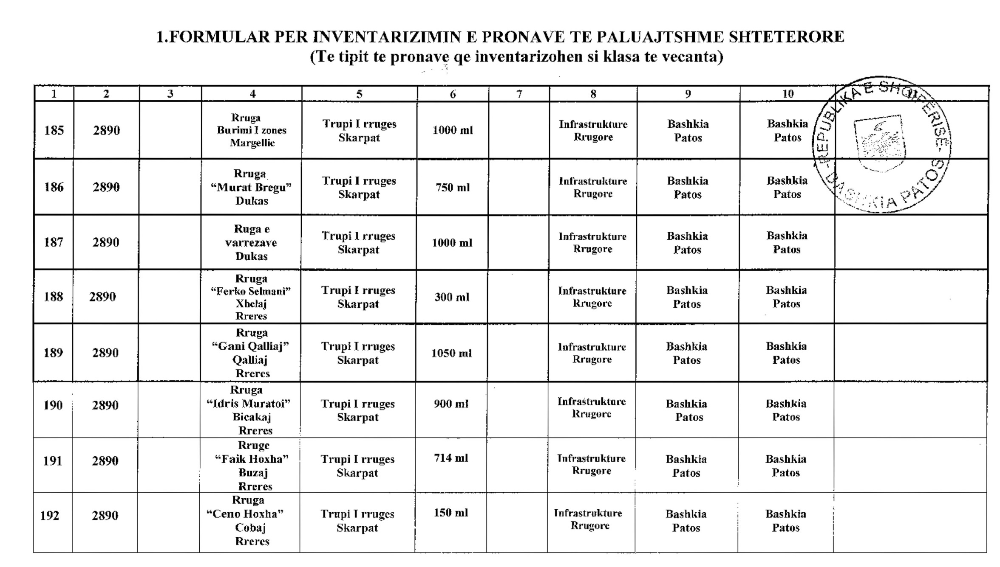 1.FORMULAR PER INVENTARIZIMIN E PRONAVE TE PALUAJTSHME SHTETERORE
(Te tipit te pronave qe inventarizohen si klasa te vecanta)
1 2 3 4 5 6 7 8 9 10 11
185 2890 Rruga Burimi I zones Margellic Trupi I rruges Skarpat 1000 ml Infrastrukture Rrugore Bashkia Patos Bashkia Patos
186 2890 Rruga “Murat Bregu” Dukas Trupi I rruges Skarpat 750 ml Infrastrukture Rrugore Bashkia Patos Bashkia Patos
187 2890 Ruga e varrezave Dukas Trupi I rruges Skarpat 1000 ml Infrastrukture Rrugore Bashkia Patos Bashkia Patos
188 2890 Rruga “Ferko Selmani” Xhelaj Rreres Trupi I rruges Skarpat 300 ml Infrastrukture Rrugore Bashkia Patos Bashkia Patos
189 2890 Rruga “Gani Qalliaj” Qalliaj Rreres Trupi I rruges Skarpat 1050 ml Infrastrukture Rrugore Bashkia Patos Bashkia Patos
190 2890 Rruga “Idris Muratoi” Bicakaj Rreres Trupi I rruges Skarpat 900 ml Infrastrukture Rrugore Bashkia Patos Bashkia Patos
191 2890 Rruge “Faik Hoxha” Buzaj Rreres Trupi I rruges Skarpat 714 ml Infrastrukture Rrugore Bashkia Patos Bashkia Patos
192 2890 Rruga “Ceno Hoxha” Cobaj Rreres Trupi I rruges Skarpat 150 ml Infrastrukture Rrugore Bashkia Patos Bashkia Patos
REPUBLIKA E SHQIPERISE
BASHKIA PATOS